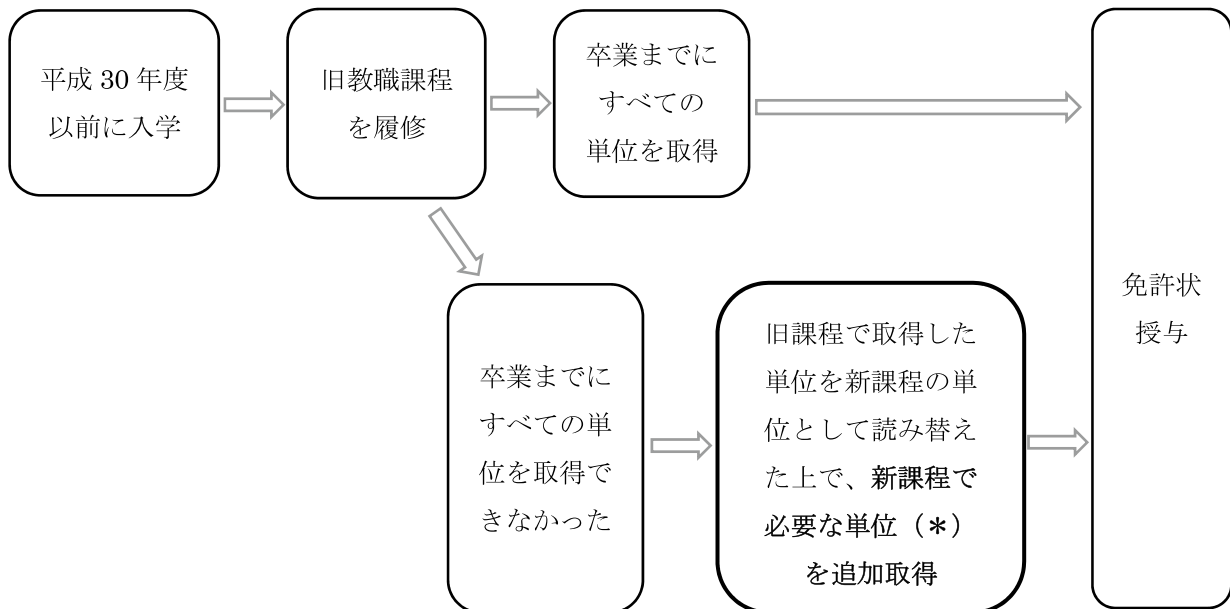 平成 30 年度
以前に入学
旧教職課程
を履修
卒業までに
すべての
単位を取得
卒業までに
すべての単
位を取得で
きなかった
旧課程で取得した
単位を新課程の単
位として読み替え
た上で、新課程で
必要な単位（＊）
を追加取得
免許状
授与